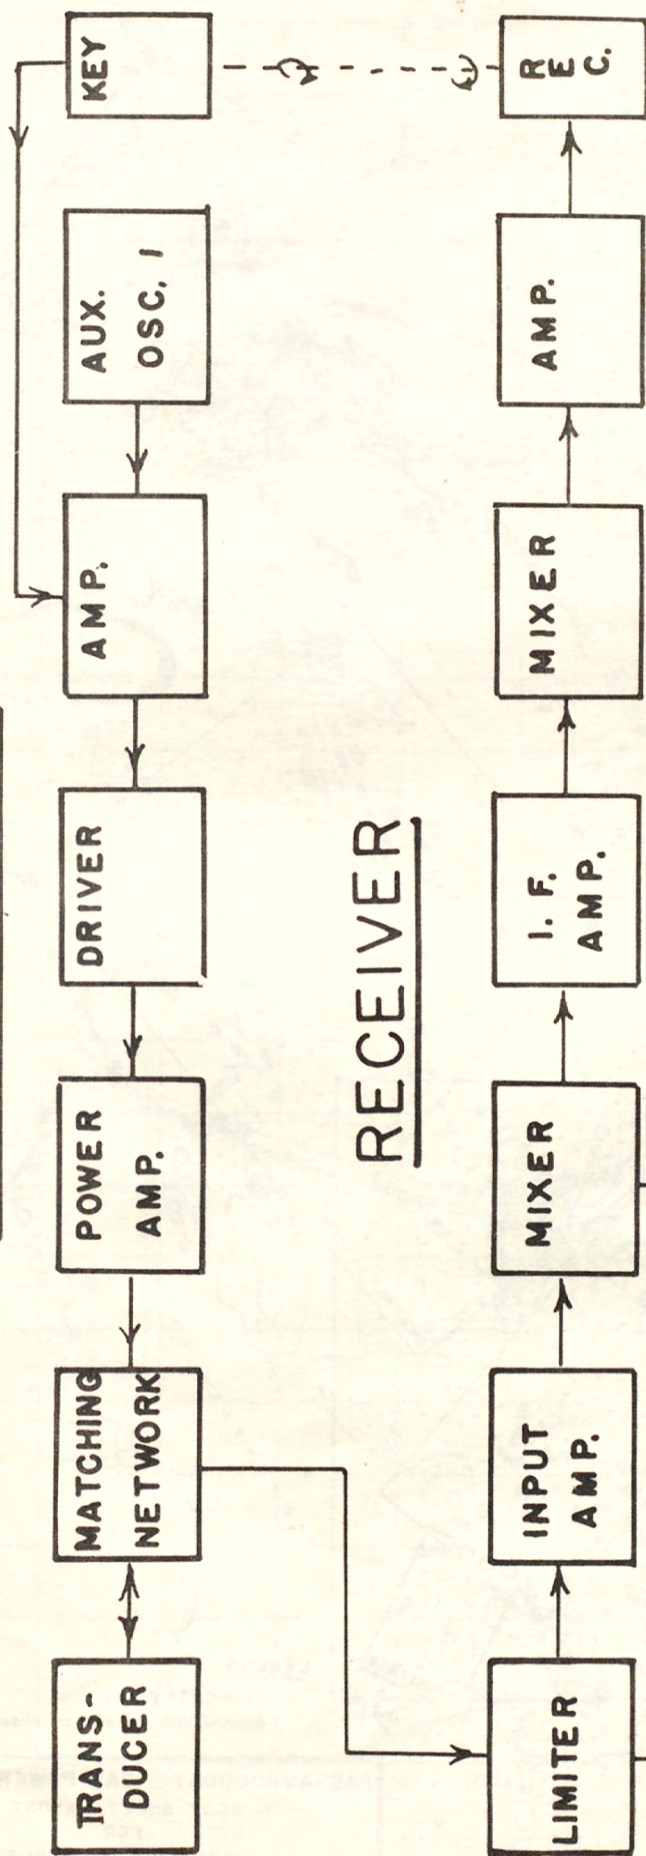 TRANS-
DUCER
MATCHING
NETWORK
POWER
AMP.
DRIVER
AMP.
AUX.
OSC. 1
KEY
RECEIVER
LIMITER
INPUT
AMP.
MIXER
I. F.
AMP.
MIXER
AMP.
REC.